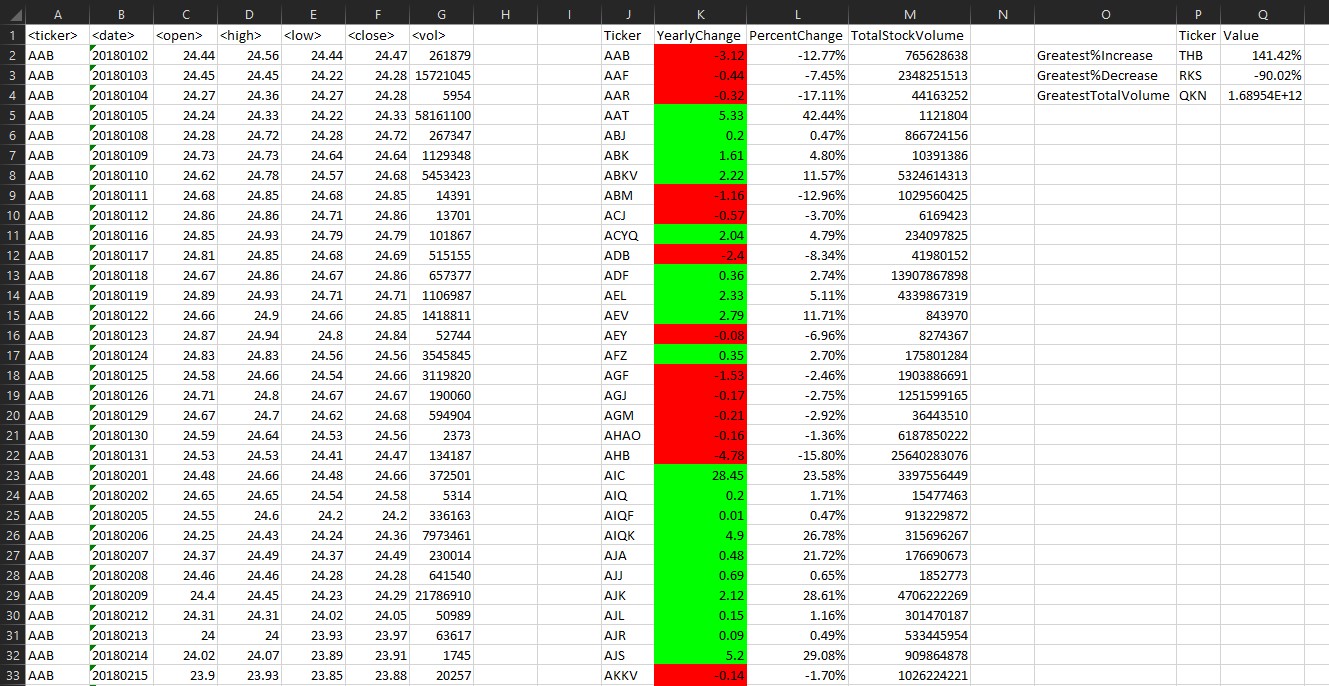 A B C D E F G H I J K L M N O P Q
1 <ticker> <date> <open> <high> <low> <close> <vol> Ticker YearlyChange PercentChange TotalStockVolume Ticker Value
2 AAB 20180102 24.44 24.56 24.44 24.47 261879 AAB -3.12 -12.77% 765628638 Greatest%Increase THB 141.42%
3 AAB 20180103 24.45 24.45 24.22 24.28 15721045 AAF -0.44 -7.45% 2348251513 Greatest%Decrease RKS -90.02%
4 AAB 20180104 24.27 24.36 24.27 24.28 5954 AAR -0.32 -17.11% 44163252 GreatestTotalVolume QKN 1.68954E+12
5 AAB 20180105 24.24 24.33 24.22 24.33 58161100 AAT 5.33 42.44% 1121804
6 AAB 20180108 24.28 24.72 24.28 24.72 267347 ABJ 0.2 0.47% 866724156
7 AAB 20180109 24.73 24.73 24.64 24.64 1129348 ABK 1.61 4.80% 10391386
8 AAB 20180110 24.62 24.78 24.57 24.68 5453423 ABKV 2.22 11.57% 5324614313
9 AAB 20180111 24.68 24.85 24.68 24.85 14391 ABM -1.16 -12.96% 1029560425
10 AAB 20180112 24.86 24.86 24.71 24.86 13701 ACJ -0.57 -3.70% 6169423
11 AAB 20180116 24.85 24.93 24.79 24.79 101867 ACYQ 2.04 4.79% 234097825
12 AAB 20180117 24.81 24.85 24.68 24.69 515155 ADB -2.4 -8.34% 41980152
13 AAB 20180118 24.67 24.86 24.67 24.86 657377 ADF 0.36 2.74% 13907867898
14 AAB 20180119 24.89 24.93 24.71 24.71 1106987 AEL 2.33 5.11% 4339867319
15 AAB 20180122 24.66 24.9 24.66 24.85 1418811 AEV 2.79 11.71% 843970
16 AAB 20180123 24.87 24.94 24.8 24.84 52744 AEY -0.08 -6.96% 8274367
17 AAB 20180124 24.83 24.83 24.56 24.56 3545845 AFZ 0.35 2.70% 175801284
18 AAB 20180125 24.58 24.66 24.54 24.66 3119820 AGF -1.53 -2.46% 1903886691
19 AAB 20180126 24.71 24.8 24.67 24.67 190060 AGJ -0.17 -2.75% 1251599165
20 AAB 20180129 24.67 24.7 24.62 24.68 594904 AGM -0.21 -2.92% 36443510
21 AAB 20180130 24.59 24.64 24.53 24.56 2373 AHAO -0.16 -1.36% 6187850222
22 AAB 20180131 24.53 24.53 24.41 24.47 134187 AHB -4.78 -15.80% 25640283076
23 AAB 20180201 24.48 24.66 24.48 24.66 372501 AIC 28.45 23.58% 3397556449
24 AAB 20180202 24.65 24.65 24.54 24.58 5314 AIQ 0.2 1.71% 15477463
25 AAB 20180205 24.55 24.6 24.2 24.2 336163 AIQF 0.01 0.47% 913229872
26 AAB 20180206 24.25 24.43 24.24 24.36 7973461 AIQK 4.9 26.78% 315696267
27 AAB 20180207 24.37 24.49 24.37 24.49 230014 AJA 0.48 21.72% 176690673
28 AAB 20180208 24.46 24.46 24.28 24.28 641540 AJJ 0.69 0.65% 1852773
29 AAB 20180209 24.4 24.45 24.23 24.29 21786910 AJK 2.12 28.61% 4706222269
30 AAB 20180212 24.31 24.31 24.02 24.05 50989 AJL 0.15 1.16% 301470187
31 AAB 20180213 24 24 23.93 23.97 63617 AJR 0.09 0.49% 533445954
32 AAB 20180214 24.02 24.07 23.89 23.91 1745 AJS 5.2 29.08% 909864878
33 AAB 20180215 23.9 23.93 23.85 23.88 20257 AKKV -0.14 -1.70% 1026224221